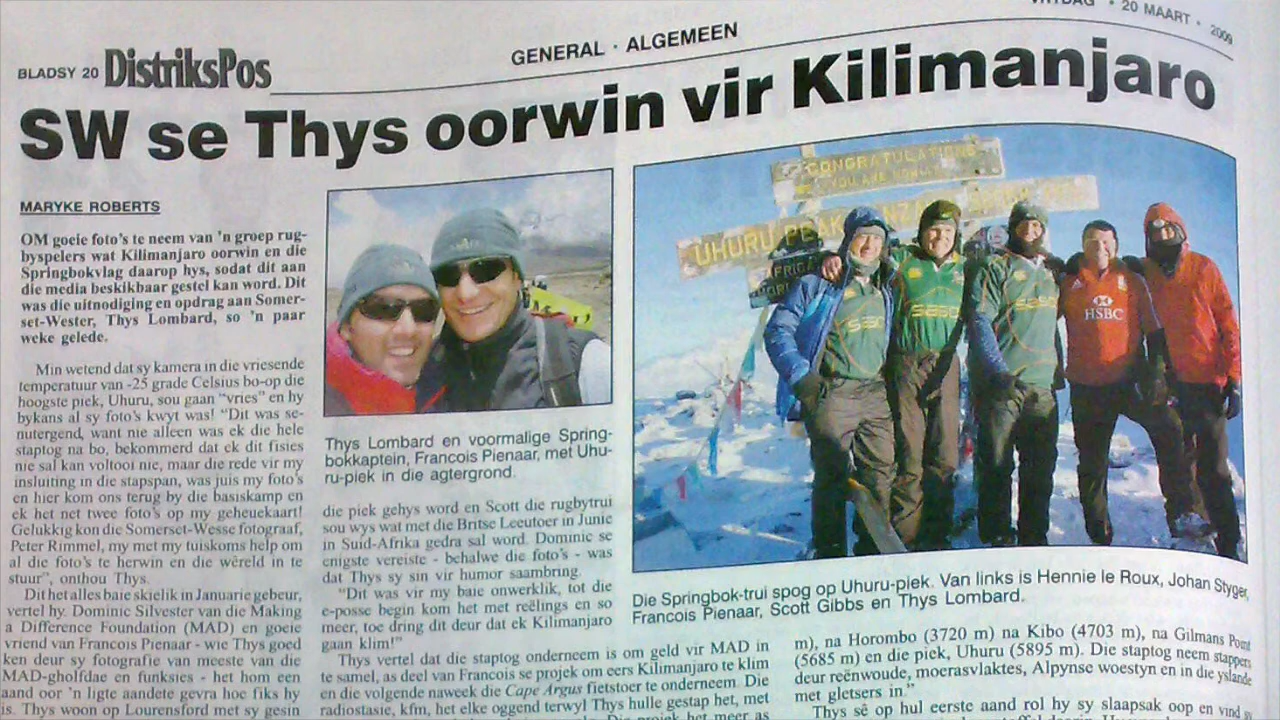 BLADSY 20 DistriksPos
GENERAL · ALGEMEEN
• 20 MAART • 2009
SW se Thys oorwin vir Kilimanjaro
MARYKE ROBERTS
OM goeie foto's te neem van 'n groep rug-
byspelers wat Kilimanjaro oorwin en die
Springbokvlag daarop hys, sodat dit aan
die media beskikbaar gestel kan word. Dit
was die uitnodiging en opdrag aan Somer-
set-Wester, Thys Lombard, so 'n paar
weke gelede.
Min wetend dat sy kamera in die vriesende
temperatuur van -25 grade Celsius bo-op die
hoogste piek, Uhuru, sou gaan "vries" en hy
bykans al sy foto's kwyt was! "Dit was se-
nutergend, want nie alleen was ek die hele
staptog na bo, bekommerd dat ek dit fisies
nie sal kan voltooi nie, maar die rede vir my
insluiting in die stapspan, was juis my foto's
en hier kom ons terug by die basiskamp en
ek het net twee foto's op my geheuekaart!
Gelukkig kon die Somerset-Wesse fotograaf,
Peter Rimmel, my met my tuiskoms help om
al die foto's te herwin en die wêreld in te
stuur", onthou Thys.
Dit het alles baie skielik in Januarie gebeur,
vertel hy. Dominic Silvester van die Making
a Difference Foundation (MAD) en goeie
vriend van Francois Pienaar - wie Thys goed
ken deur sy fotografie van meeste van die
MAD-gholfdae en funksies - het hom een
aand oor 'n ligte aandete gevra hoe fiks hy
is. Thys woon op Lourensford met sy gesin
Thys Lombard en voormalige Spring-
bokkaptein, Francois Pienaar, met Uhu-
ru-piek in die agtergrond.
die piek gehys word en Scott die rugbytrui
sou wys wat met die Britse Leeutoer in Junie
in Suid-Afrika gedra sal word. Dominic se
enigste vereiste - behalwe die foto's - was
dat Thys sy sin vir humor saambring.
"Dit was vir my baie onwerklik, tot die
e-posse begin kom het met reëlings en so
meer, toe dring dit deur dat ek Kilimanjaro
gaan klim!"
Thys vertel dat die staptog onderneem is om geld vir MAD in
te samel, as deel van Francois se projek om eers Kilimanjaro te klim
en die volgende naweek die Cape Argus fietstoer te onderneem. Die
radiostasie, kfm, het elke oggend terwyl Thys hulle gestap het, met
projek het meer as
CONGRATULATIONS
YOU ARE NOW AT
UHURU PEAK
AFRICA
SASOL
HSBC
Die Springbok-trui spog op Uhuru-piek. Van links is Hennie le Roux, Johan Styger,
Francois Pienaar, Scott Gibbs en Thys Lombard.
m), na Horombo (3720 m) na Kibo (4703 m), na Gilmans Point
(5685 m) en die piek, Uhuru (5895 m). Die staptog neem stappers
deur reënwoude, moerasvlaktes, Alpynse woestyn en in die yslande
met gletsers in."
Thys sê op hul eerste aand rol hy sy slaapsak oop en vind sy